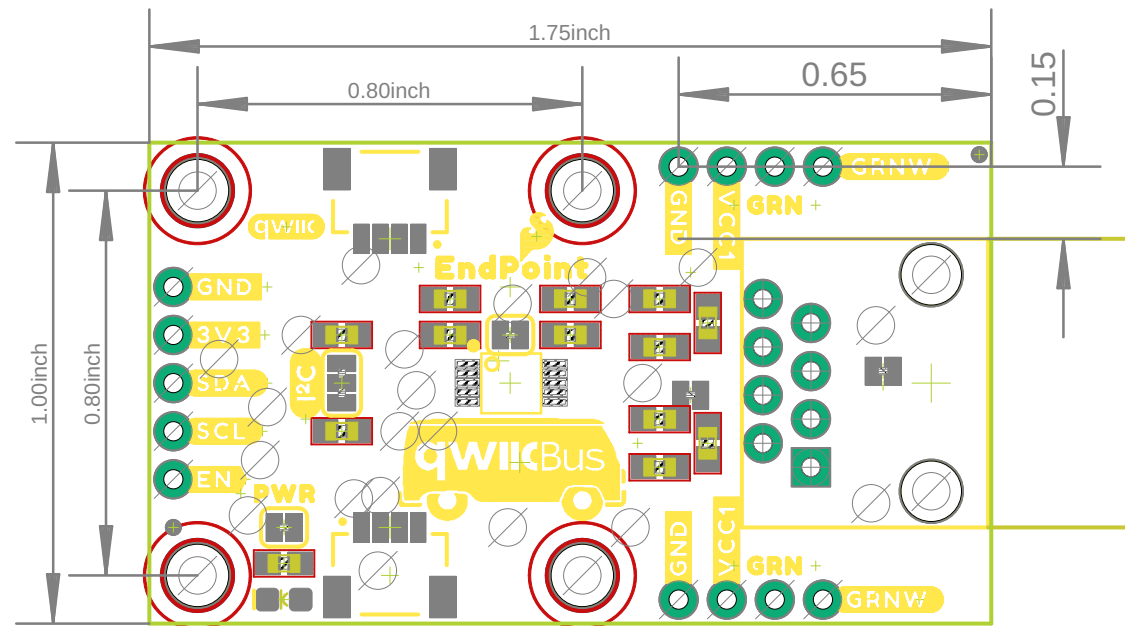 1.75inch
0.80inch
0.65
0.15
GRNW
GND
VCC1
GRN
qwiic
S
EndPoint
GND
3V3
SDA
SCL
EN
I²C
1.00inch
0.80inch
qwiicBus
PWR
GND
VCC1
GRN
GRNW